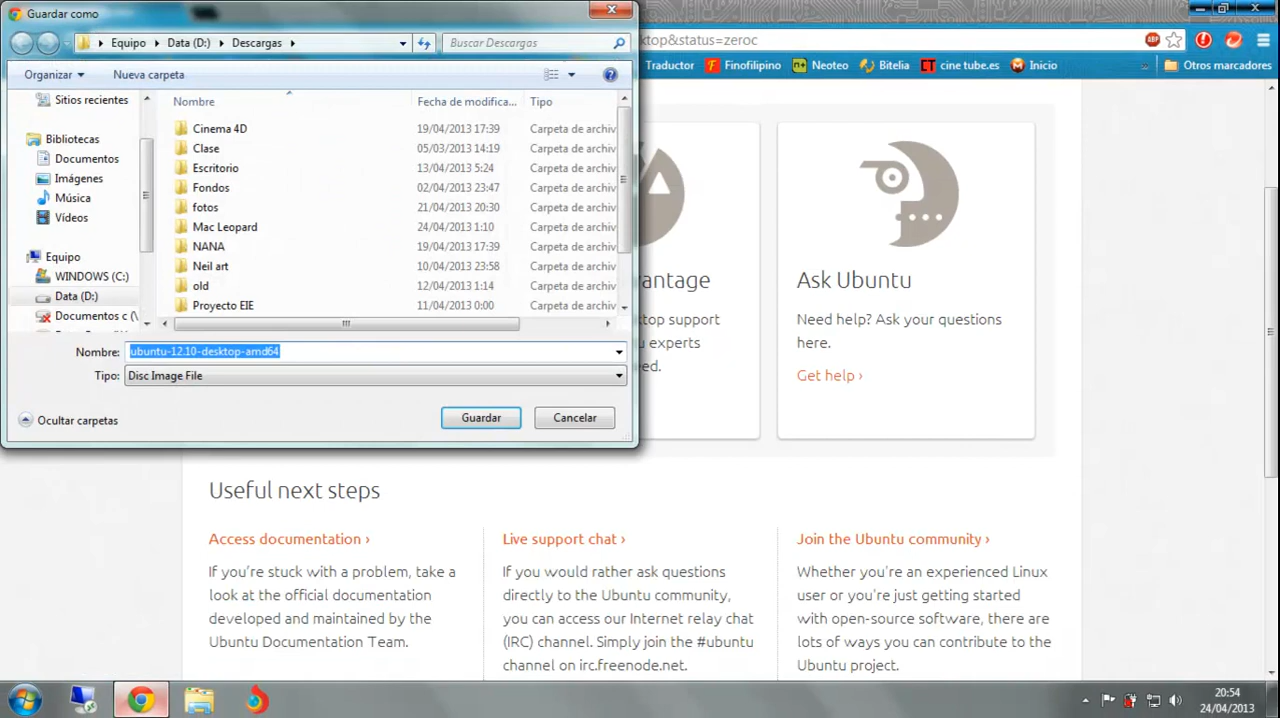 Guardar como
Equipo Data (D:) Descargas
Buscar Descargas
ktop&status=zeroc
ABP
Organizar
Nueva carpeta
Traductor
Finofilipino
Neoteo
Bitelia
cine tube.es
Inicio
Otros marcadores
Sitios recientes
Bibliotecas
Documentos
Imágenes
Música
Vídeos
Equipo
WINDOWS (C:)
Data (D:)
Documentos c (\
Nombre Fecha de modifica... Tipo
Cinema 4D 19/04/2013 17:39 Carpeta de archiv
Clase 05/03/2013 14:19 Carpeta de archiv
Escritorio 13/04/2013 5:24 Carpeta de archiv
Fondos 02/04/2013 23:47 Carpeta de archiv
fotos 21/04/2013 20:30 Carpeta de archiv
Mac Leopard 24/04/2013 1:10 Carpeta de archiv
NANA 19/04/2013 17:39 Carpeta de archiv
Neil art 10/04/2013 23:58 Carpeta de archiv
old 12/04/2013 1:14 Carpeta de archiv
Proyecto EIE 11/04/2013 0:00 Carpeta de archiv
Nombre: ubuntu-12.10-desktop-amd64
Tipo: Disc Image File
Ocultar carpetas
Guardar
Cancelar
antage
ktop support
experts
ed.
Ask Ubuntu
Need help? Ask your questions
here.
Get help ›
Useful next steps
Access documentation ›
If you're stuck with a problem, take a
look at the official documentation
developed and maintained by the
Ubuntu Documentation Team.
Live support chat ›
If you would rather ask questions
directly to the Ubuntu community,
you can access our Internet relay chat
(IRC) channel. Simply join the #ubuntu
channel on irc.freenode.net.
Join the Ubuntu community ›
Whether you're an experienced Linux
user or you're just getting started
with open-source software, there are
lots of ways you can contribute to the
Ubuntu project.
20:54
24/04/2013